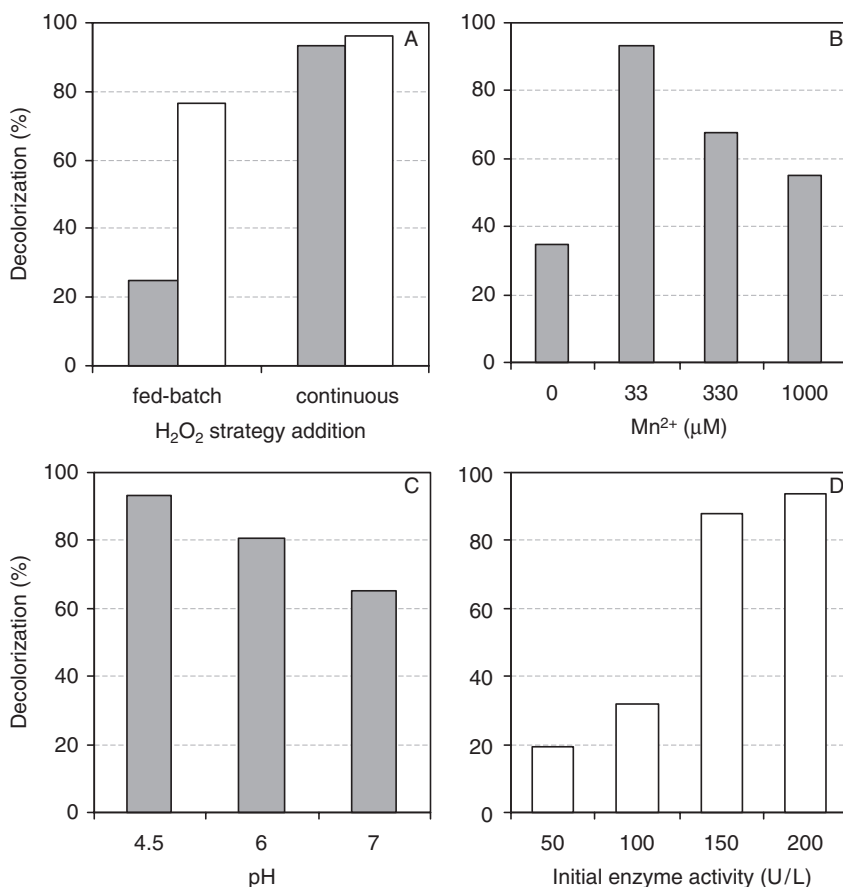 A
100
80
60
40
20
0
Decolorization (%)
fed-batch continuous
H₂O₂ strategy addition
B
100
80
60
40
20
0
0 33 330 1000
Mn²⁺ (μM)
C
100
80
60
40
20
0
Decolorization (%)
4.5 6 7
pH
D
100
80
60
40
20
0
50 100 150 200
Initial enzyme activity (U/L)